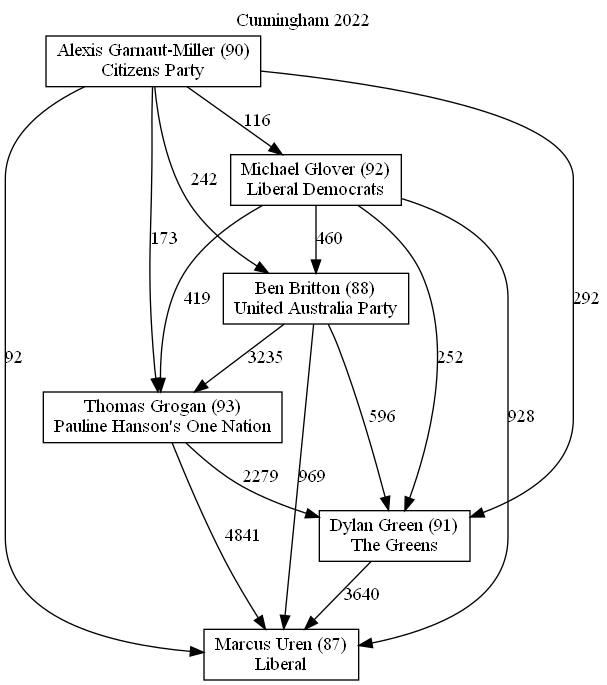 Cunningham 2022
Alexis Garnaut-Miller (90)
Citizens Party
116
Michael Glover (92)
Liberal Democrats
242
173
460
419
Ben Britton (88)
United Australia Party
292
92
3235
252
Thomas Grogan (93)
Pauline Hanson's One Nation
596
928
2279
969
Dylan Green (91)
The Greens
4841
3640
Marcus Uren (87)
Liberal